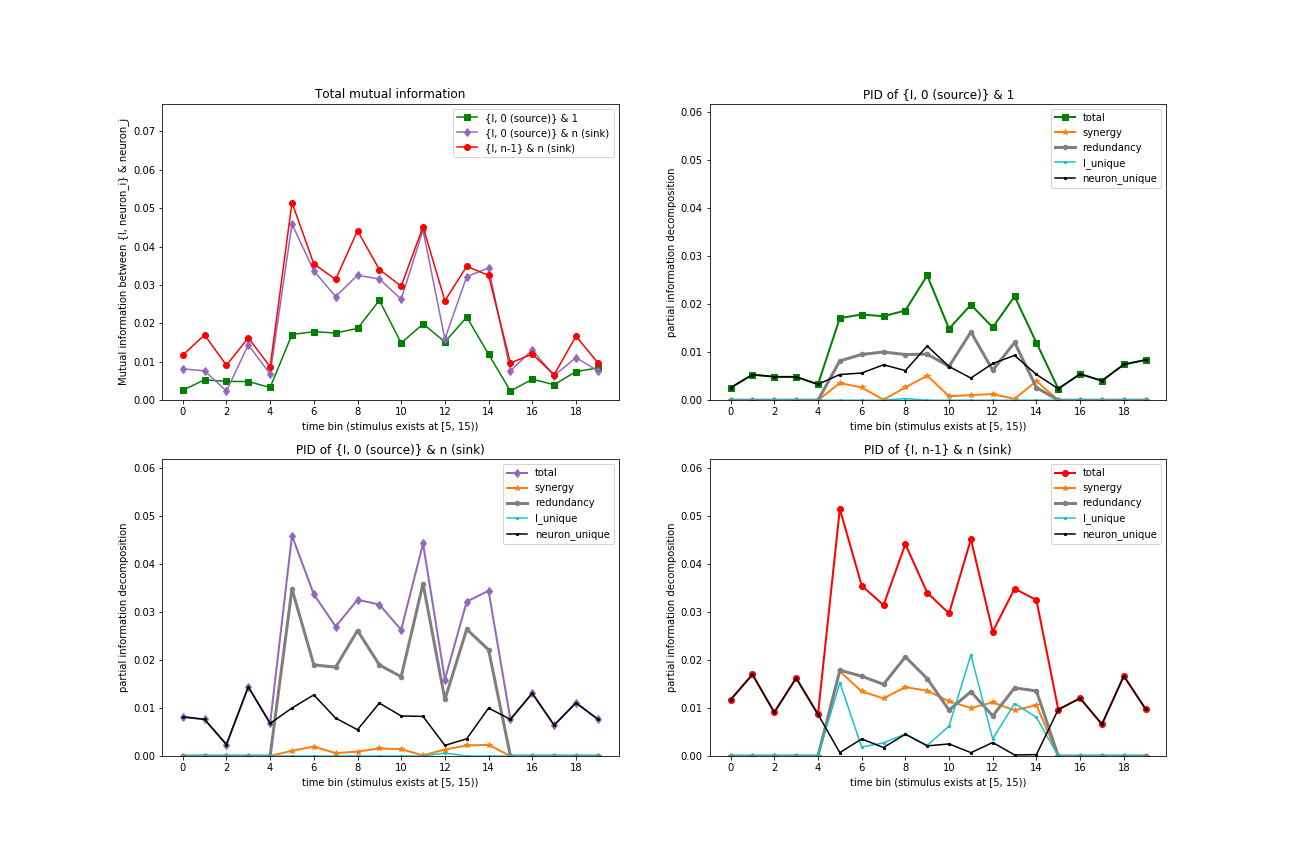 Total mutual information
Mutual information between {I, neuron_i} & neuron_j
0.07
0.06
0.05
0.04
0.03
0.02
0.01
0.00
{I, 0 (source)} & 1
{I, 0 (source)} & n (sink)
{I, n-1} & n (sink)
0 2 4 6 8 10 12 14 16 18
time bin (stimulus exists at [5, 15))
PID of {I, 0 (source)} & 1
partial information decomposition
0.06
0.05
0.04
0.03
0.02
0.01
0.00
total
synergy
redundancy
I_unique
neuron_unique
0 2 4 6 8 10 12 14 16 18
time bin (stimulus exists at [5, 15))
PID of {I, 0 (source)} & n (sink)
partial information decomposition
0.06
0.05
0.04
0.03
0.02
0.01
0.00
total
synergy
redundancy
I_unique
neuron_unique
0 2 4 6 8 10 12 14 16 18
time bin (stimulus exists at [5, 15))
PID of {I, n-1} & n (sink)
partial information decomposition
0.06
0.05
0.04
0.03
0.02
0.01
0.00
total
synergy
redundancy
I_unique
neuron_unique
0 2 4 6 8 10 12 14 16 18
time bin (stimulus exists at [5, 15))